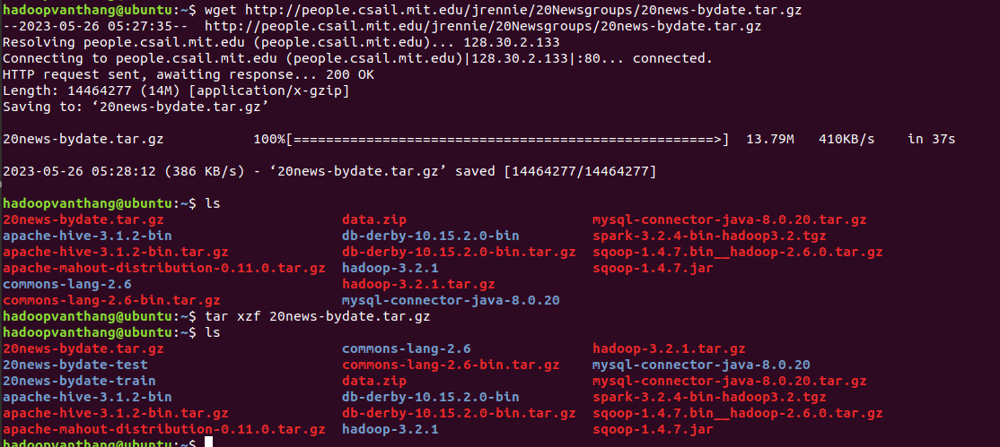 hadoopvanthang@ubuntu:~$ wget http://people.csail.mit.edu/jrennie/20Newsgroups/20news-bydate.tar.gz
--2023-05-26 05:27:35--  http://people.csail.mit.edu/jrennie/20Newsgroups/20news-bydate.tar.gz
Resolving people.csail.mit.edu (people.csail.mit.edu)... 128.30.2.133
Connecting to people.csail.mit.edu (people.csail.mit.edu)|128.30.2.133|:80... connected.
HTTP request sent, awaiting response... 200 OK
Length: 14464277 (14M) [application/x-gzip]
Saving to: ‘20news-bydate.tar.gz’
20news-bydate.tar.gz           100%[====================================================>]  13.79M   410KB/s    in 37s
2023-05-26 05:28:12 (386 KB/s) - ‘20news-bydate.tar.gz’ saved [14464277/14464277]
hadoopvanthang@ubuntu:~$ ls
20news-bydate.tar.gz                      data.zip                       mysql-connector-java-8.0.20.tar.gz
apache-hive-3.1.2-bin                     db-derby-10.15.2.0-bin         spark-3.2.4-bin-hadoop3.2.tgz
apache-hive-3.1.2-bin.tar.gz              db-derby-10.15.2.0-bin.tar.gz  sqoop-1.4.7.bin__hadoop-2.6.0.tar.gz
apache-mahout-distribution-0.11.0.tar.gz  hadoop-3.2.1                   sqoop-1.4.7.jar
commons-lang-2.6                          hadoop-3.2.1.tar.gz
commons-lang-2.6-bin.tar.gz               mysql-connector-java-8.0.20
hadoopvanthang@ubuntu:~$ tar xzf 20news-bydate.tar.gz
hadoopvanthang@ubuntu:~$ ls
20news-bydate.tar.gz                      commons-lang-2.6               hadoop-3.2.1.tar.gz
20news-bydate-test                        commons-lang-2.6-bin.tar.gz    mysql-connector-java-8.0.20
20news-bydate-train                       data.zip                       mysql-connector-java-8.0.20.tar.gz
apache-hive-3.1.2-bin                     db-derby-10.15.2.0-bin         spark-3.2.4-bin-hadoop3.2.tgz
apache-hive-3.1.2-bin.tar.gz              db-derby-10.15.2.0-bin.tar.gz  sqoop-1.4.7.bin__hadoop-2.6.0.tar.gz
apache-mahout-distribution-0.11.0.tar.gz  hadoop-3.2.1                   sqoop-1.4.7.jar
hadoopvanthang@ubuntu:~$